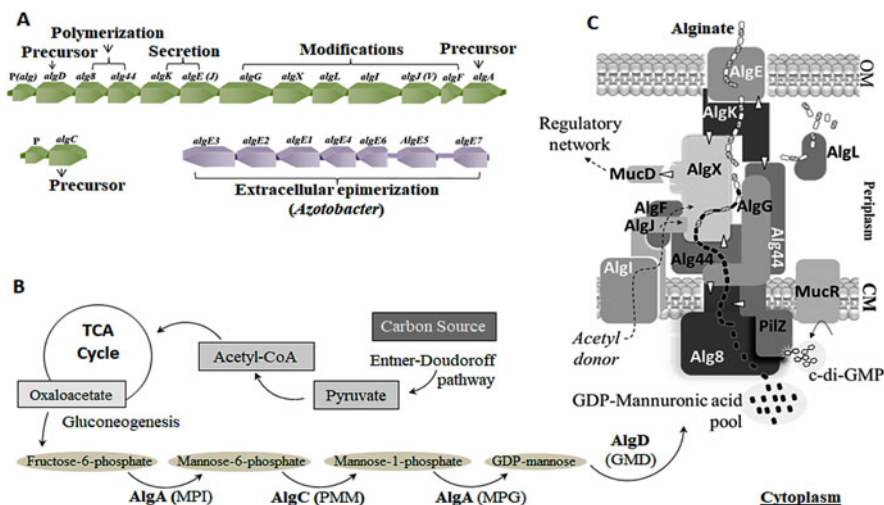 A
Polymerization
Precursor
Secretion
Modifications
Precursor
P(alg) algD alg8 alg44 algK algE (J) algG algX algL algI algJ (V) algF algA
P algC
Precursor
algE3 algE2 algE1 algE4 algE6 AlgE5 algE7
Extracellular epimerization
(Azotobacter)
B
TCA
Cycle
Oxaloacetate
Gluconeogenesis
Acetyl-CoA
Carbon Source
Entner-Doudoroff
pathway
Pyruvate
Fructose-6-phosphate
Mannose-6-phosphate
Mannose-1-phosphate
GDP-mannose
AlgA (MPI)
AlgC (PMM)
AlgA (MPG)
AlgD
(GMD)
C
Alginate
AlgE
OM
AlgK
Regulatory
network
MucD
AlgX
AlgL
AlgF
AlgJ
AlgG
Periplasm
Alg44
Alg44
AlgI
MucR
CM
PilZ
Alg8
Acetyl
donor
c-di-GMP
GDP-Mannuronic acid
pool
Cytoplasm